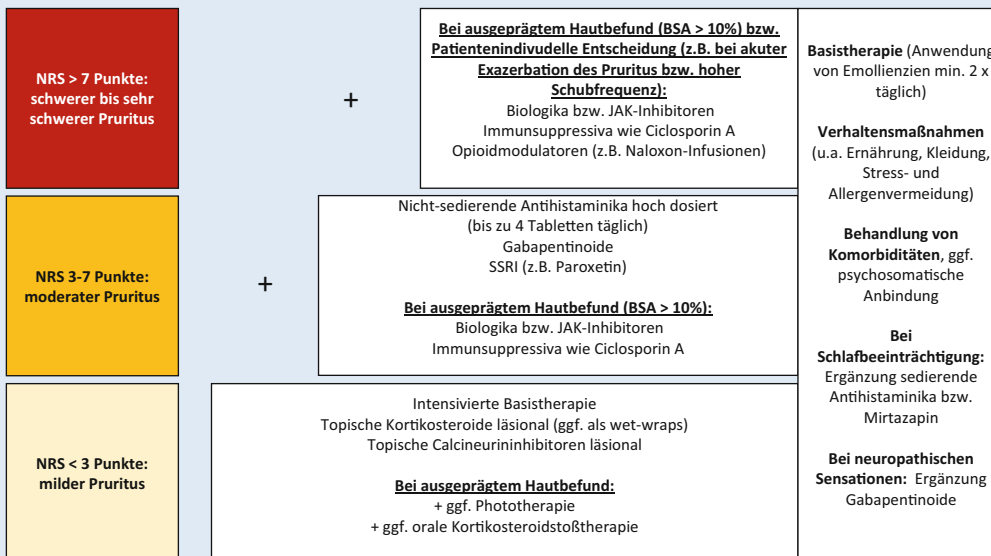 NRS > 7 Punkte:
schwerer bis sehr
schwerer Pruritus
+
Bei ausgeprägtem Hautbefund (BSA > 10%) bzw.
Patientenindivudelle Entscheidung (z.B. bei akuter
Exazerbation des Pruritus bzw. hoher
Schubfrequenz):
Biologika bzw. JAK-Inhibitoren
Immunsuppressiva wie Ciclosporin A
Opioidmodulatoren (z.B. Naloxon-Infusionen)
NRS 3-7 Punkte:
moderater Pruritus
+
Nicht-sedierende Antihistaminika hoch dosiert
(bis zu 4 Tabletten täglich)
Gabapentinoide
SSRI (z.B. Paroxetin)
Bei ausgeprägtem Hautbefund (BSA > 10%):
Biologika bzw. JAK-Inhibitoren
Immunsuppressiva wie Ciclosporin A
NRS < 3 Punkte:
milder Pruritus
Intensivierte Basistherapie
Topische Kortikosteroide läsional (ggf. als wet-wraps)
Topische Calcineurininhibitoren läsional
Bei ausgeprägtem Hautbefund:
+ ggf. Phototherapie
+ ggf. orale Kortikosteroidstoßtherapie
Basistherapie (Anwendung
von Emollienzien min. 2 x
täglich)
Verhaltensmaßnahmen
(u.a. Ernährung, Kleidung,
Stress- und
Allergenvermeidung)
Behandlung von
Komorbiditäten, ggf.
psychosomatische
Anbindung
Bei
Schlafbeeinträchtigung:
Ergänzung sedierende
Antihistaminika bzw.
Mirtazapin
Bei neuropathischen
Sensationen: Ergänzung
Gabapentinoide